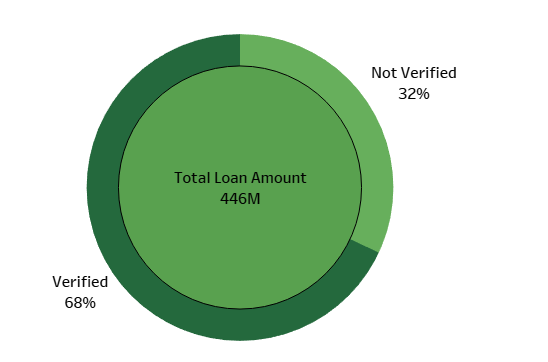 Not Verified
32%
Total Loan Amount
446M
Verified
68%